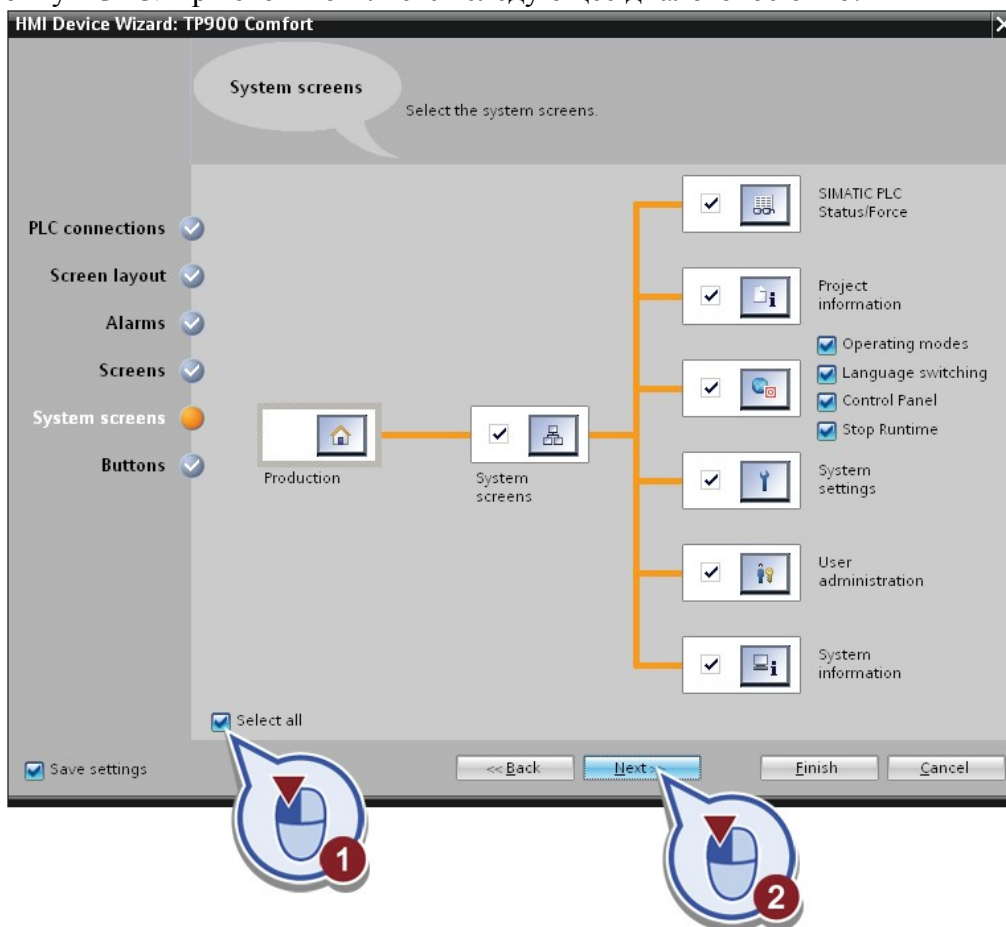 HMI Device Wizard: TP900 Comfort
System screens
Select the system screens.
PLC connections
Screen layout
Alarms
Screens
System screens
Buttons
Production
System
screens
SIMATIC PLC
Status/Force
Project
information
Operating modes
Language switching
Control Panel
Stop Runtime
System
settings
User
administration
System
information
Select all
Save settings
<< Back
Next >>
Finish
Cancel
1
2